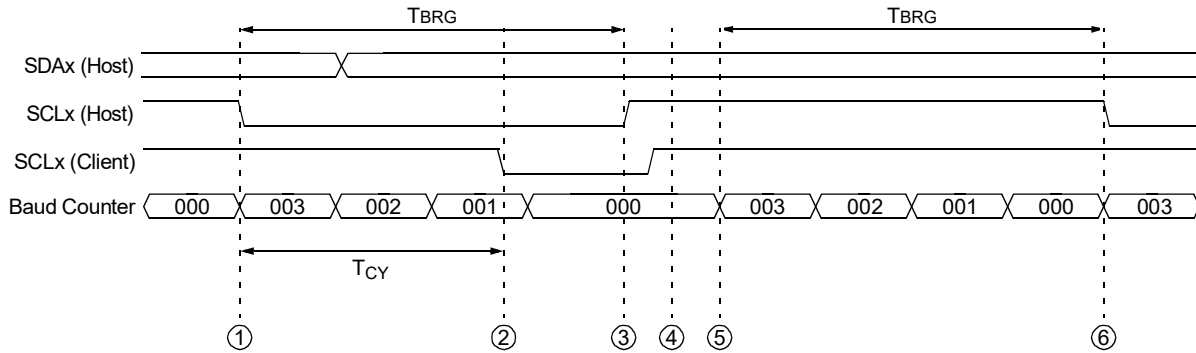 TBRG TBRG
SDAx (Host)
SCLx (Host)
SCLx (Client)
Baud Counter 000 003 002 001 000 003 002 001 000 003
TCY
1 2 3 4 5 6